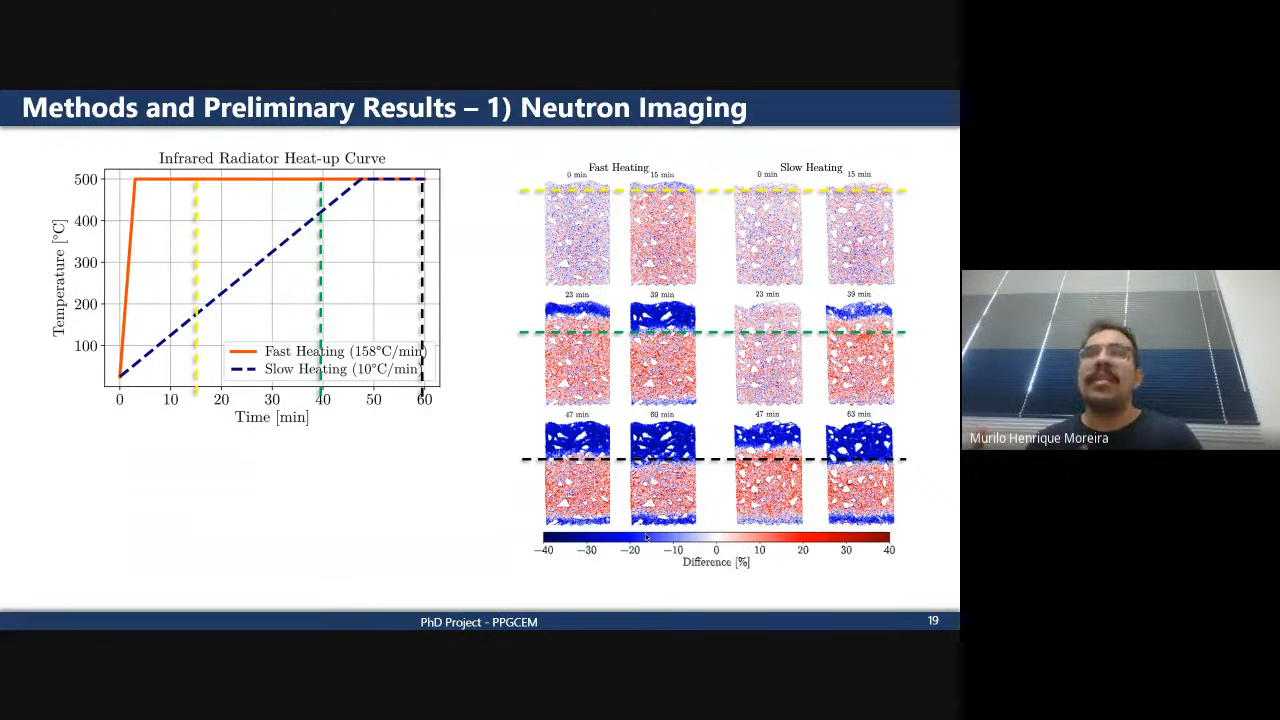 Methods and Preliminary Results – 1) Neutron Imaging
Infrared Radiator Heat-up Curve
500
400
300
200
100
Temperature [°C]
0 10 20 30 40 50 60
Time [min]
Fast Heating (158°C/min)
Slow Heating (10°C/min)
Fast Heating Slow Heating
0 min 15 min 0 min 15 min
23 min 39 min 23 min 39 min
47 min 60 min 47 min 63 min
−40 −30 −20 −10 0 10 20 30 40
Difference [%]
Murilo Henrique Moreira
PhD Project - PPGCEM
19